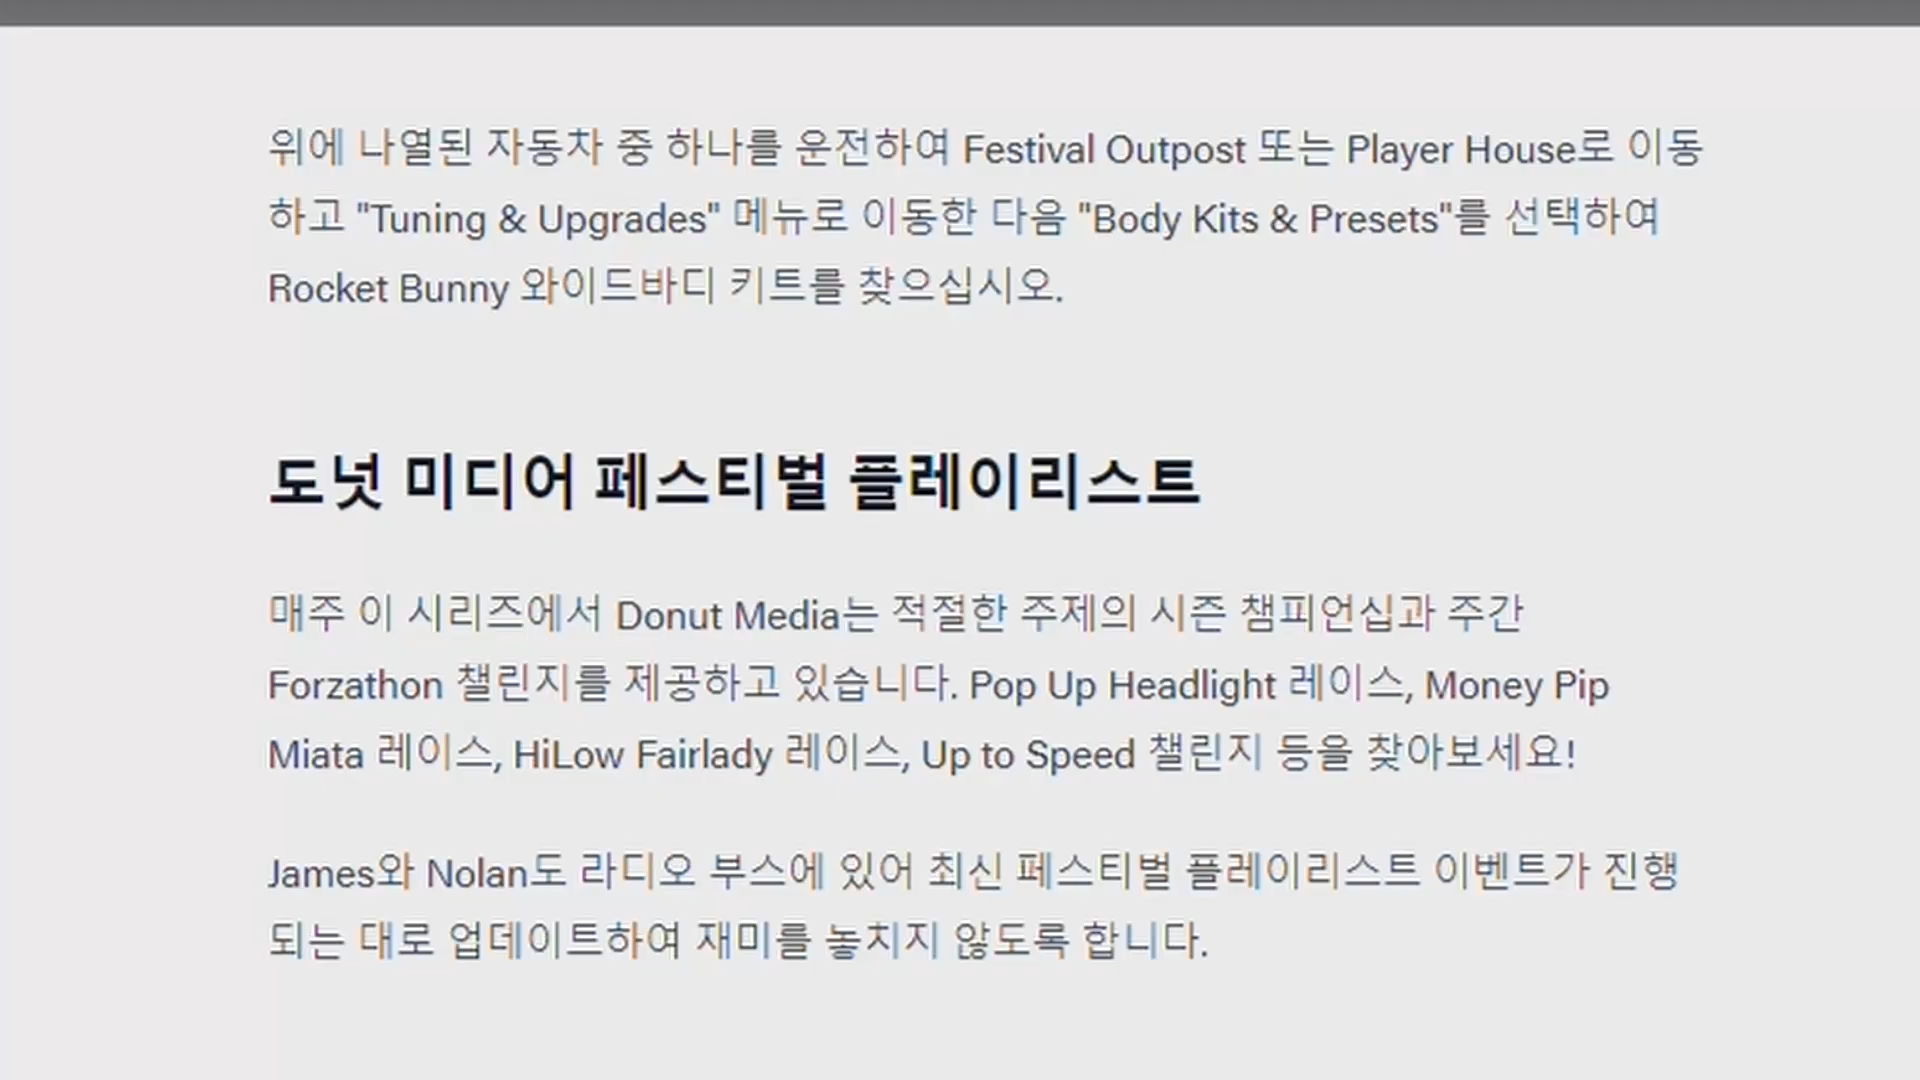 위에 나열된 자동차 중 하나를 운전하여 Festival Outpost 또는 Player House로 이동
하고 "Tuning & Upgrades" 메뉴로 이동한 다음 "Body Kits & Presets"를 선택하여
Rocket Bunny 와이드바디 키트를 찾으십시오.
도넛 미디어 페스티벌 플레이리스트
매주 이 시리즈에서 Donut Media는 적절한 주제의 시즌 챔피언십과 주간
Forzathon 챌린지를 제공하고 있습니다. Pop Up Headlight 레이스, Money Pip
Miata 레이스, HiLow Fairlady 레이스, Up to Speed 챌린지 등을 찾아보세요!
James와 Nolan도 라디오 부스에 있어 최신 페스티벌 플레이리스트 이벤트가 진행
되는 대로 업데이트하여 재미를 놓치지 않도록 합니다.